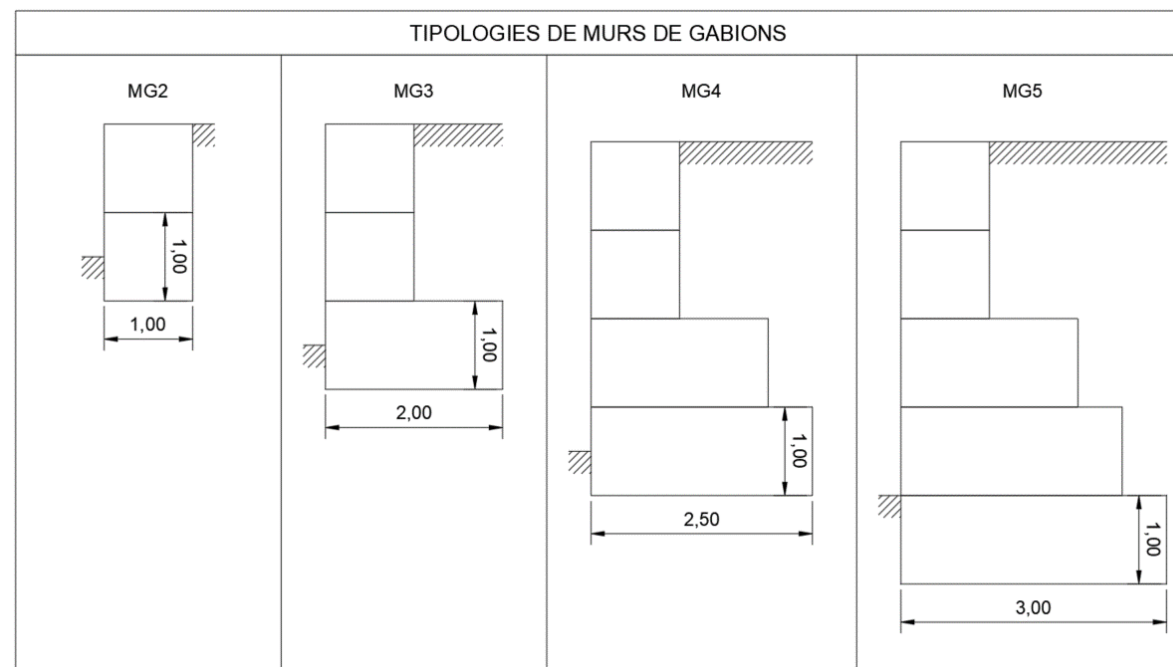 TIPOLOGIES DE MURS DE GABIONS
MG2
MG3
MG4
MG5
1,00
1,00
1,00
2,00
1,00
2,50
1,00
3,00